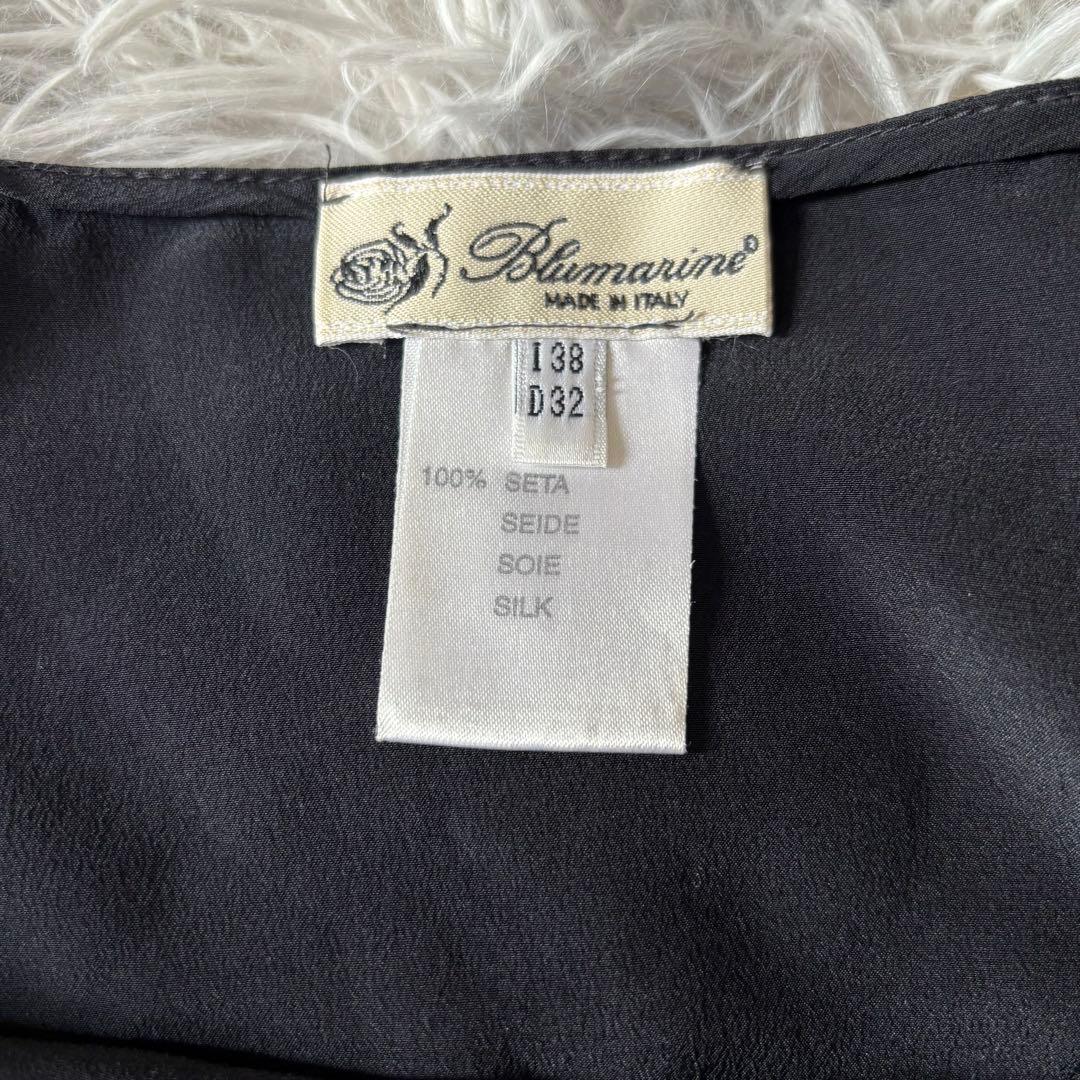 Blumarine
MADE IN ITALY
I 38
D 32
100% SETA
SEIDE
SOIE
SILK